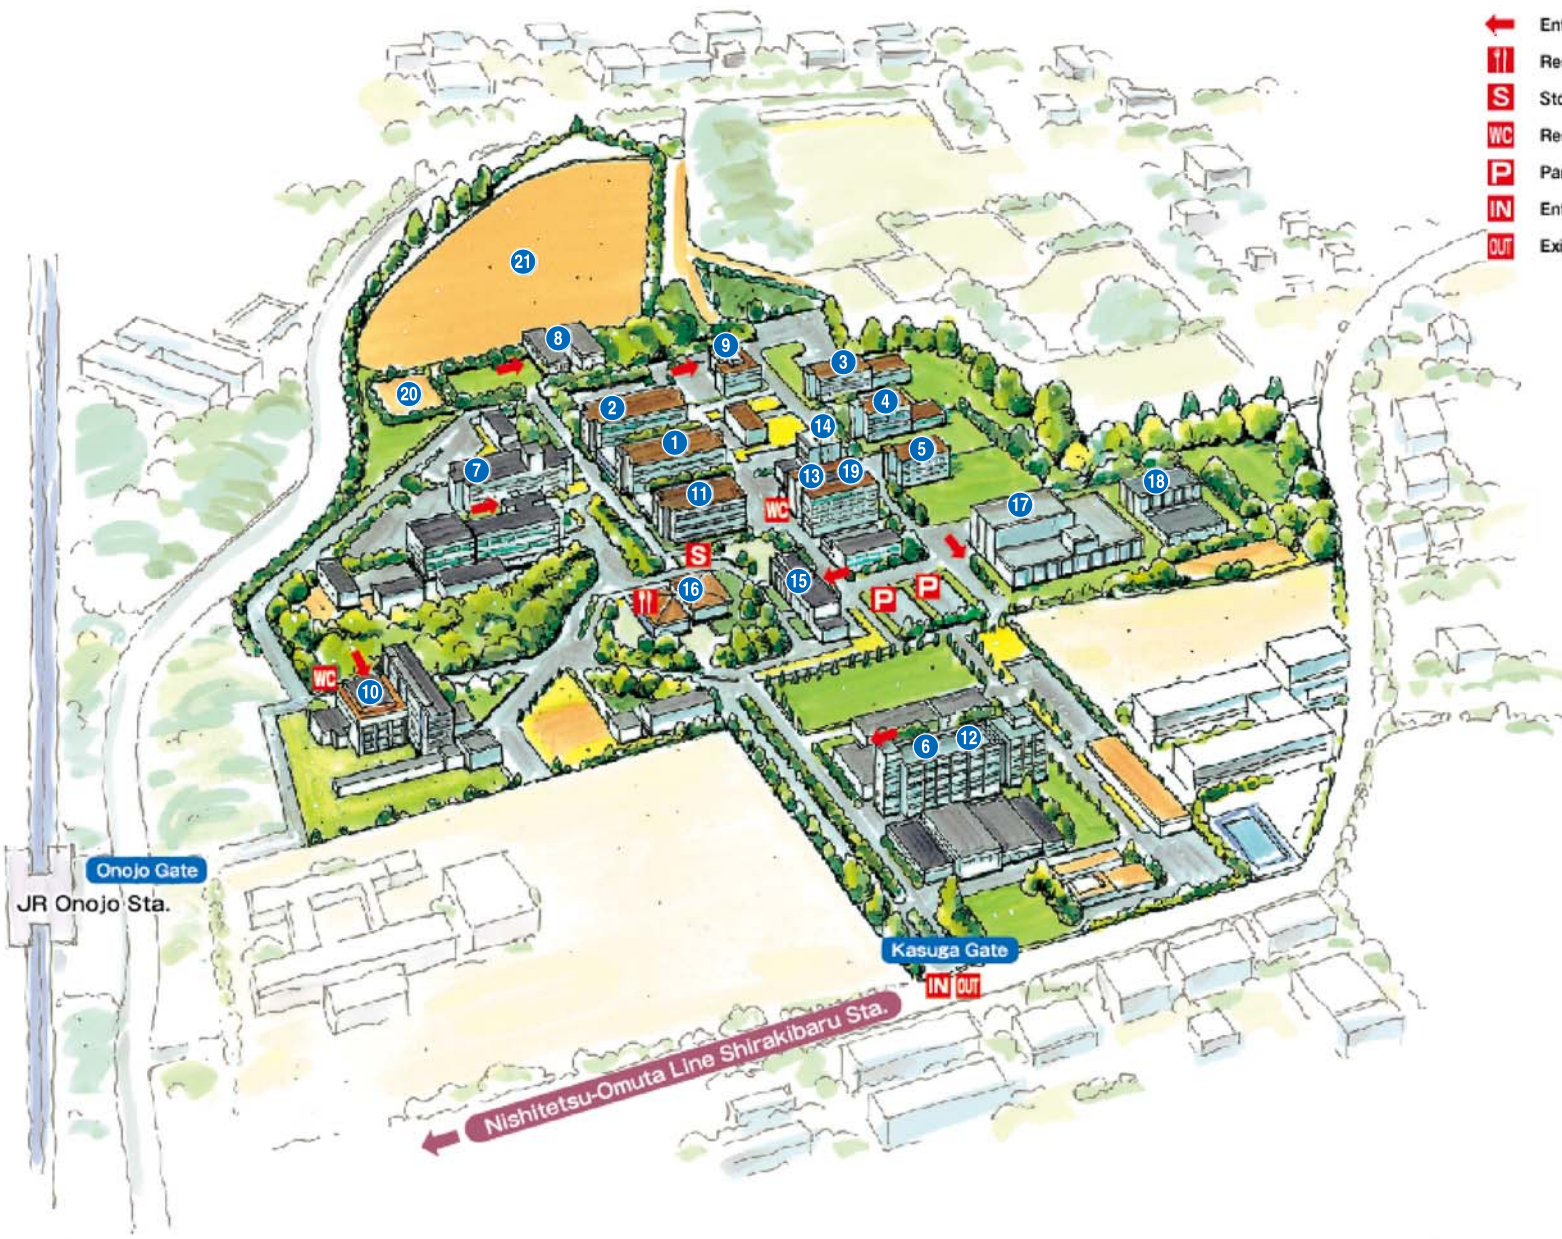 Ent
Re
S
Sto
WC
Re
P
Par
IN
Ent
OUT
Exi
21
8
9
3
20
2
4
14
1
5
7
13
19
18
11
17
WC
S
15
P
P
16
WC
10
6
12
Onojo Gate
JR Onojo Sta.
Kasuga Gate
IN
OUT
Nishitetsu-Omuta Line Shirakibaru Sta.